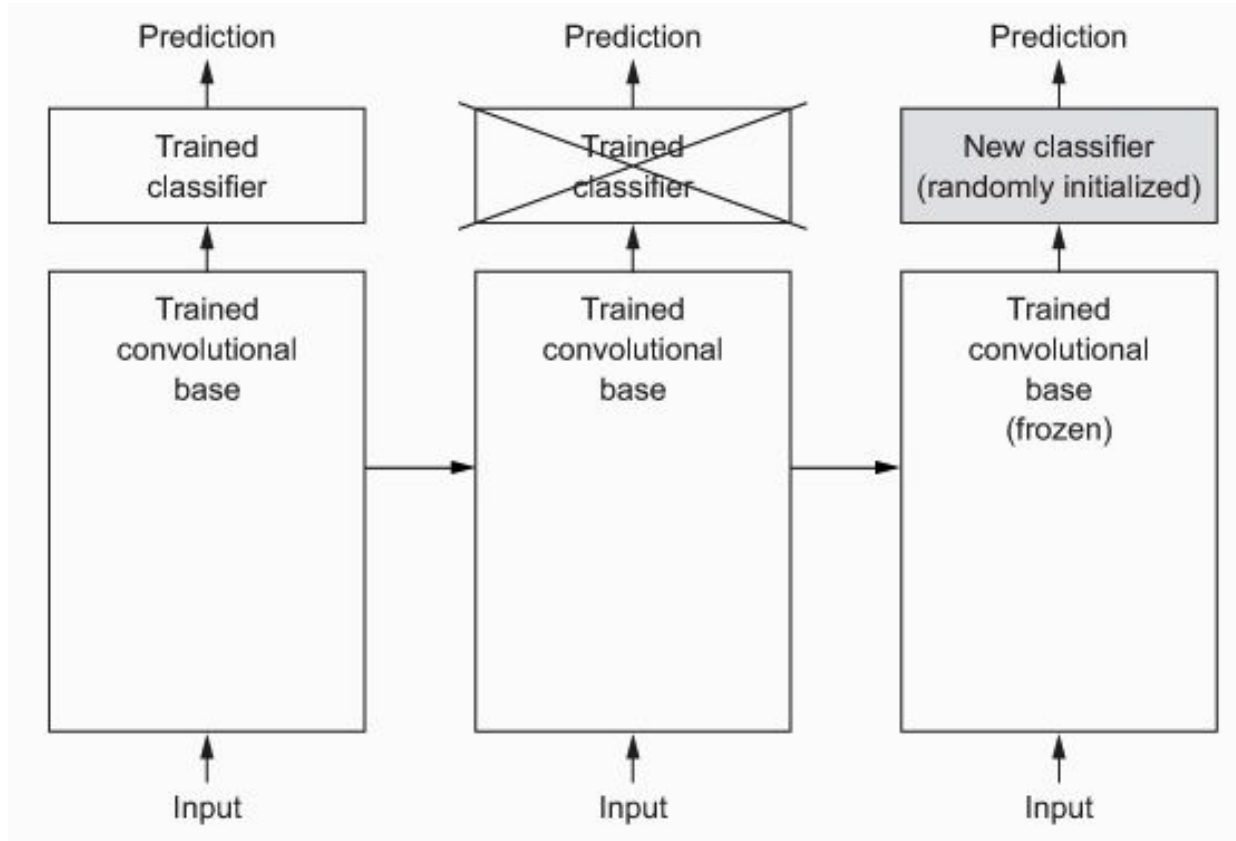 Prediction
Trained
classifier
Trained
convolutional
base
Input
Prediction
Trained
classifier
Trained
convolutional
base
Input
Prediction
New classifier
(randomly initialized)
Trained
convolutional
base
(frozen)
Input